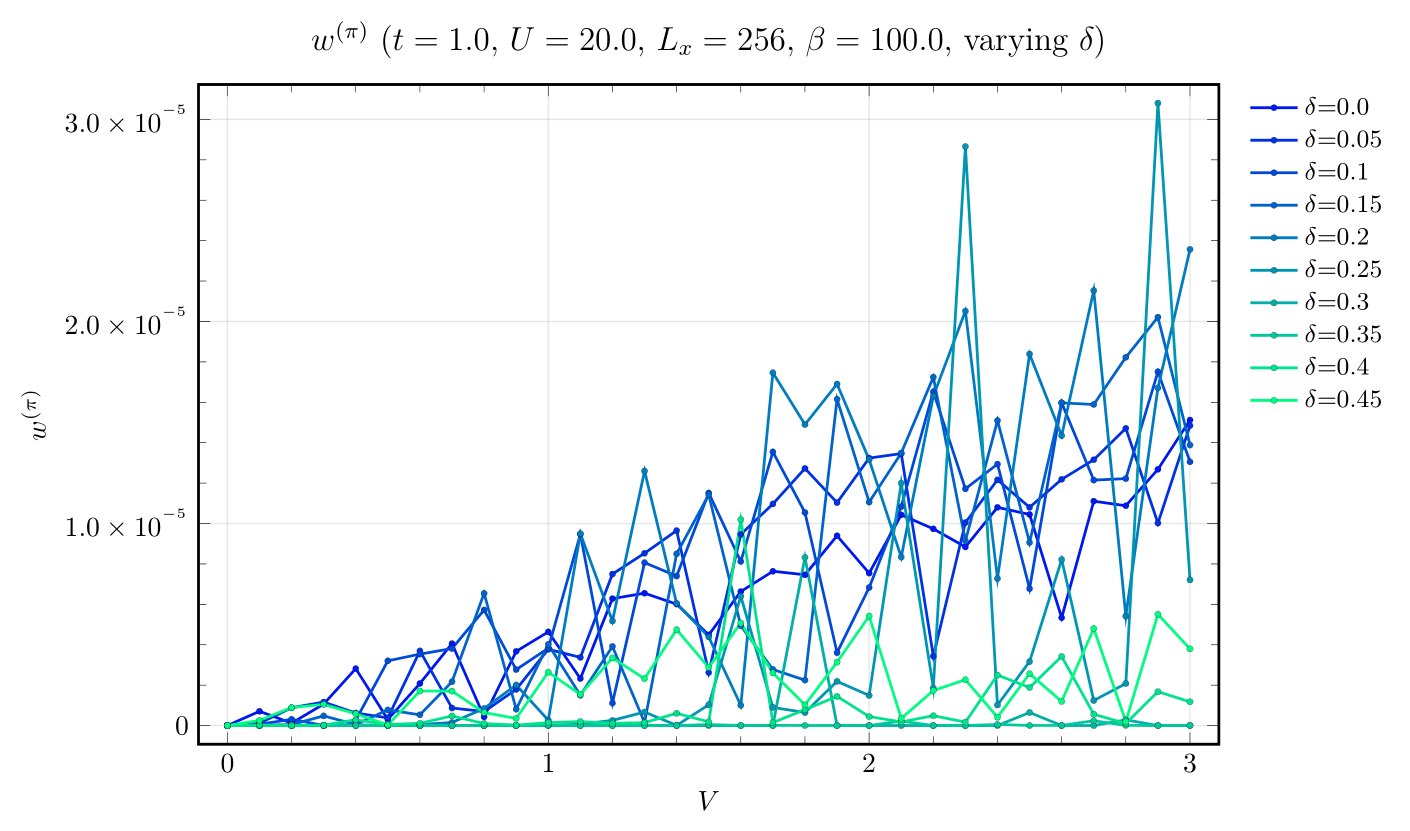 w^(π) (t = 1.0, U = 20.0, L_x = 256, β = 100.0, varying δ)
3.0 × 10^−5
2.0 × 10^−5
1.0 × 10^−5
0
w^(π)
0 1 2 3
V
δ=0.0
δ=0.05
δ=0.1
δ=0.15
δ=0.2
δ=0.25
δ=0.3
δ=0.35
δ=0.4
δ=0.45